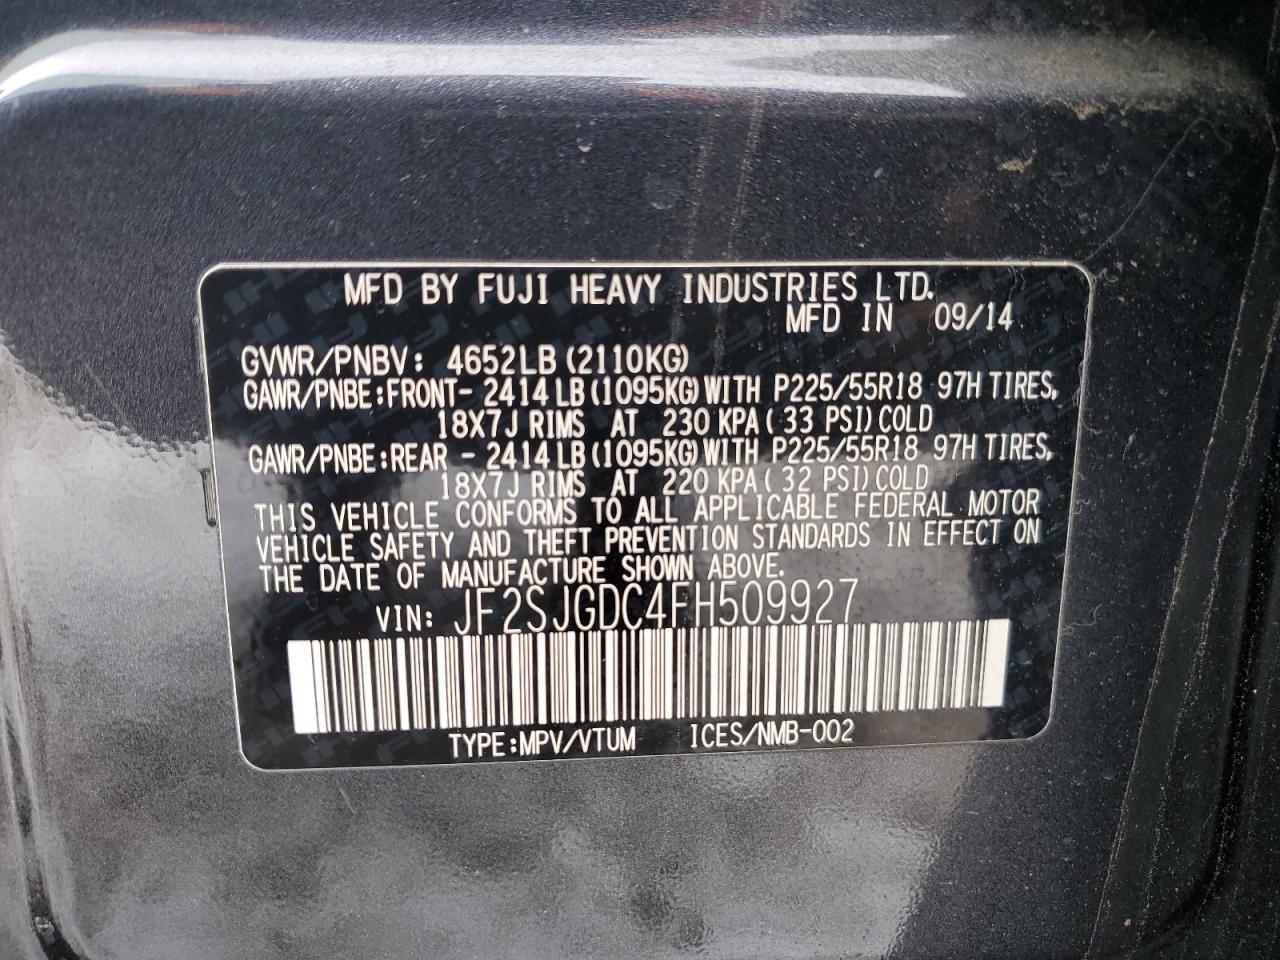 MFD BY FUJI HEAVY INDUSTRIES LTD.
MFD IN 09/14
GVWR/PNBV: 4652LB (2110KG)
GAWR/PNBE:FRONT- 2414LB (1095KG) WITH P225/55R18 97H TIRES,
18X7J RIMS AT 230 KPA ( 33 PSI) COLD
GAWR/PNBE:REAR - 2414LB (1095KG) WITH P225/55R18 97H TIRES,
18X7J RIMS AT 220 KPA ( 32 PSI) COLD
THIS VEHICLE CONFORMS TO ALL APPLICABLE FEDERAL MOTOR
VEHICLE SAFETY AND THEFT PREVENTION STANDARDS IN EFFECT ON
THE DATE OF MANUFACTURE SHOWN ABOVE.
VIN: JF2SJGDC4FH509927
TYPE:MPV/VTUM ICES/NMB-002